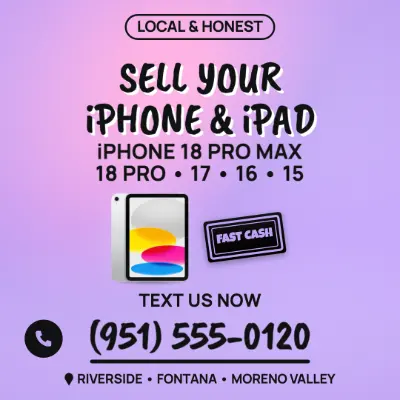 LOCAL & HONEST
SELL YOUR
iPHONE & iPAD
iPHONE 18 PRO MAX
18 PRO • 17 • 16 • 15
FAST CASH
TEXT US NOW
(951) 555-0120
RIVERSIDE • FONTANA • MORENO VALLEY